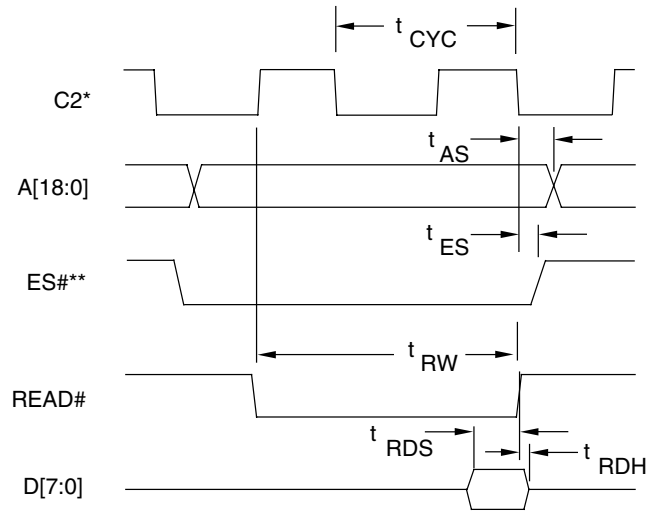 t CYC
C2*
t AS
A[18:0]
t ES
ES#**
t RW
READ#
t RDS
t RDH
D[7:0]